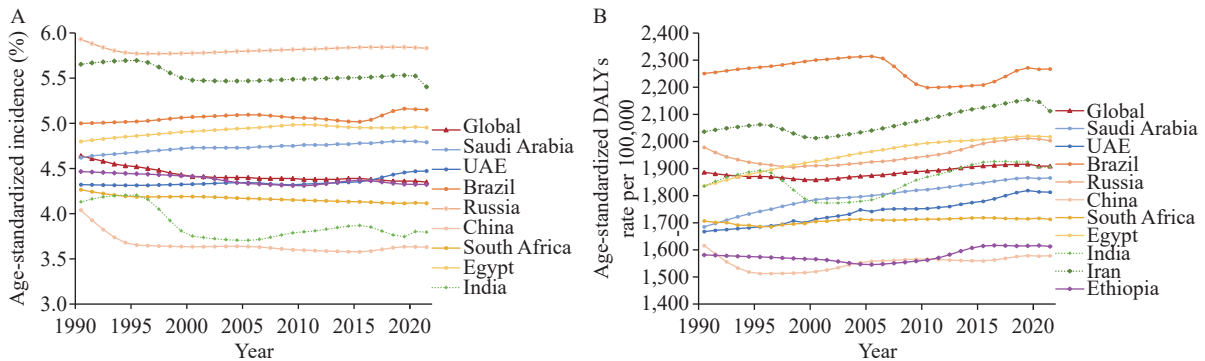 A
Age-standardized incidence (%)
6.0
5.5
5.0
4.5
4.0
3.5
3.0
1990 1995 2000 2005 2010 2015 2020
Year
Global
Saudi Arabia
UAE
Brazil
Russia
China
South Africa
Egypt
India
B
Age-standardized DALYs
rate per 100,000
2,400
2,300
2,200
2,100
2,000
1,900
1,800
1,700
1,600
1,500
1,400
1990 1995 2000 2005 2010 2015 2020
Year
Global
Saudi Arabia
UAE
Brazil
Russia
China
South Africa
Egypt
India
Iran
Ethiopia